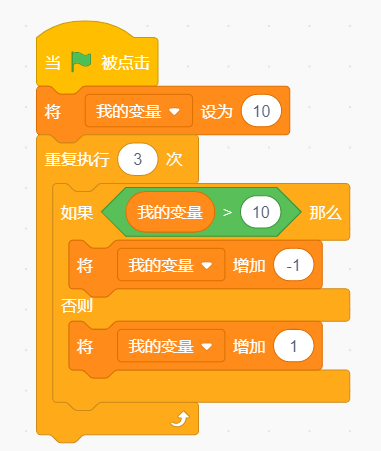 当 被点击
将 我的变量 设为 10
重复执行 3 次
如果 我的变量 > 10 那么
将 我的变量 增加 -1
否则
将 我的变量 增加 1